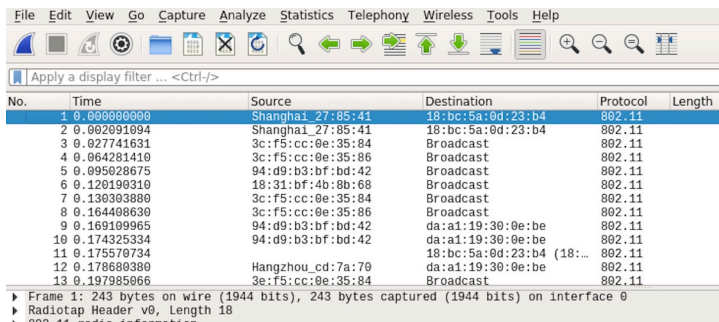 File Edit View Go Capture Analyze Statistics Telephony Wireless Tools Help
Apply a display filter ... <Ctrl-/>
No. Time Source Destination Protocol Length
1 0.000000000 Shanghai_27:85:41 18:bc:5a:0d:23:b4 802.11
2 0.002091094 Shanghai_27:85:41 18:bc:5a:0d:23:b4 802.11
3 0.027741631 3c:f5:cc:0e:35:84 Broadcast 802.11
4 0.064281410 3c:f5:cc:0e:35:86 Broadcast 802.11
5 0.095028675 94:d9:b3:bf:bd:42 Broadcast 802.11
6 0.120190310 18:31:bf:4b:8b:68 Broadcast 802.11
7 0.130303880 3c:f5:cc:0e:35:84 Broadcast 802.11
8 0.164408630 3c:f5:cc:0e:35:86 Broadcast 802.11
9 0.169109965 94:d9:b3:bf:bd:42 da:a1:19:30:0e:be 802.11
10 0.174325334 94:d9:b3:bf:bd:42 da:a1:19:30:0e:be 802.11
11 0.175570734 18:bc:5a:0d:23:b4 (18:… 802.11
12 0.178680380 Hangzhou_cd:7a:70 da:a1:19:30:0e:be 802.11
13 0.197985066 3e:f5:cc:0e:35:84 Broadcast 802.11
Frame 1: 243 bytes on wire (1944 bits), 243 bytes captured (1944 bits) on interface 0
Radiotap Header v0, Length 18
802.11 radio information